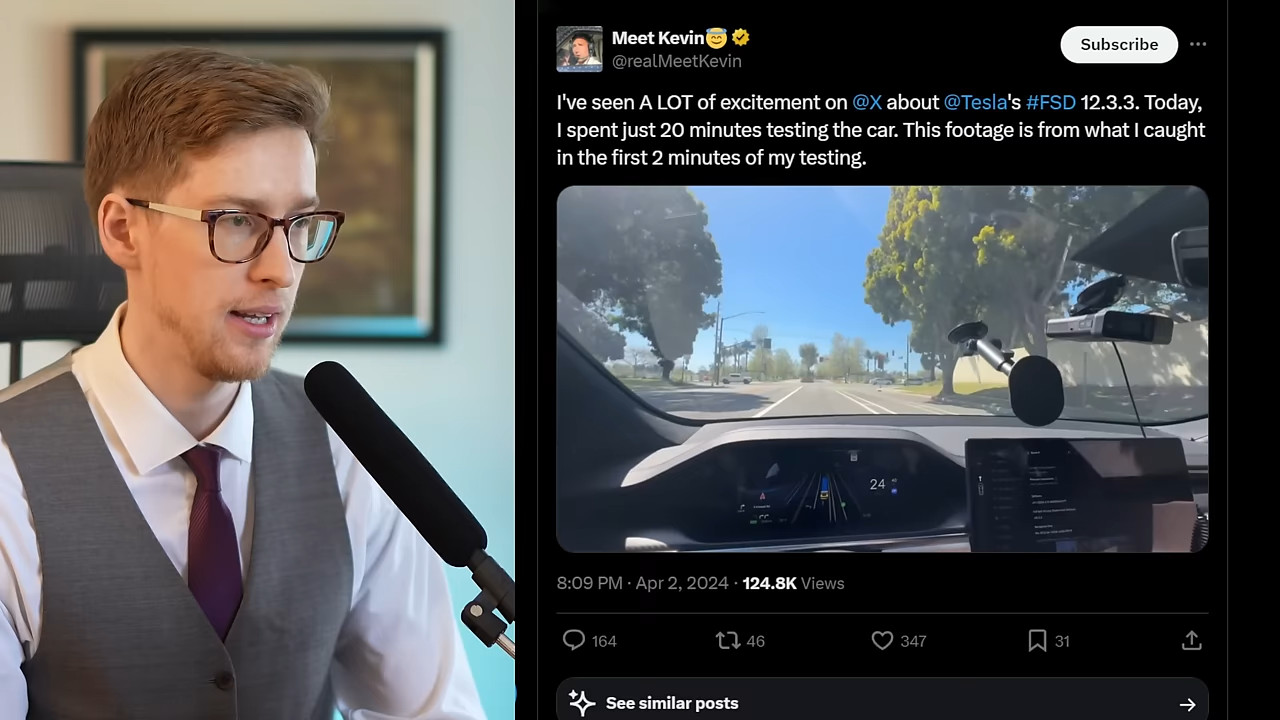 Meet Kevin😇
@realMeetKevin
Subscribe
I've seen A LOT of excitement on @X about @Tesla's #FSD 12.3.3. Today,
I spent just 20 minutes testing the car. This footage is from what I caught
in the first 2 minutes of my testing.
24
8:09 PM · Apr 2, 2024 · 124.8K Views
164
46
347
31
See similar posts